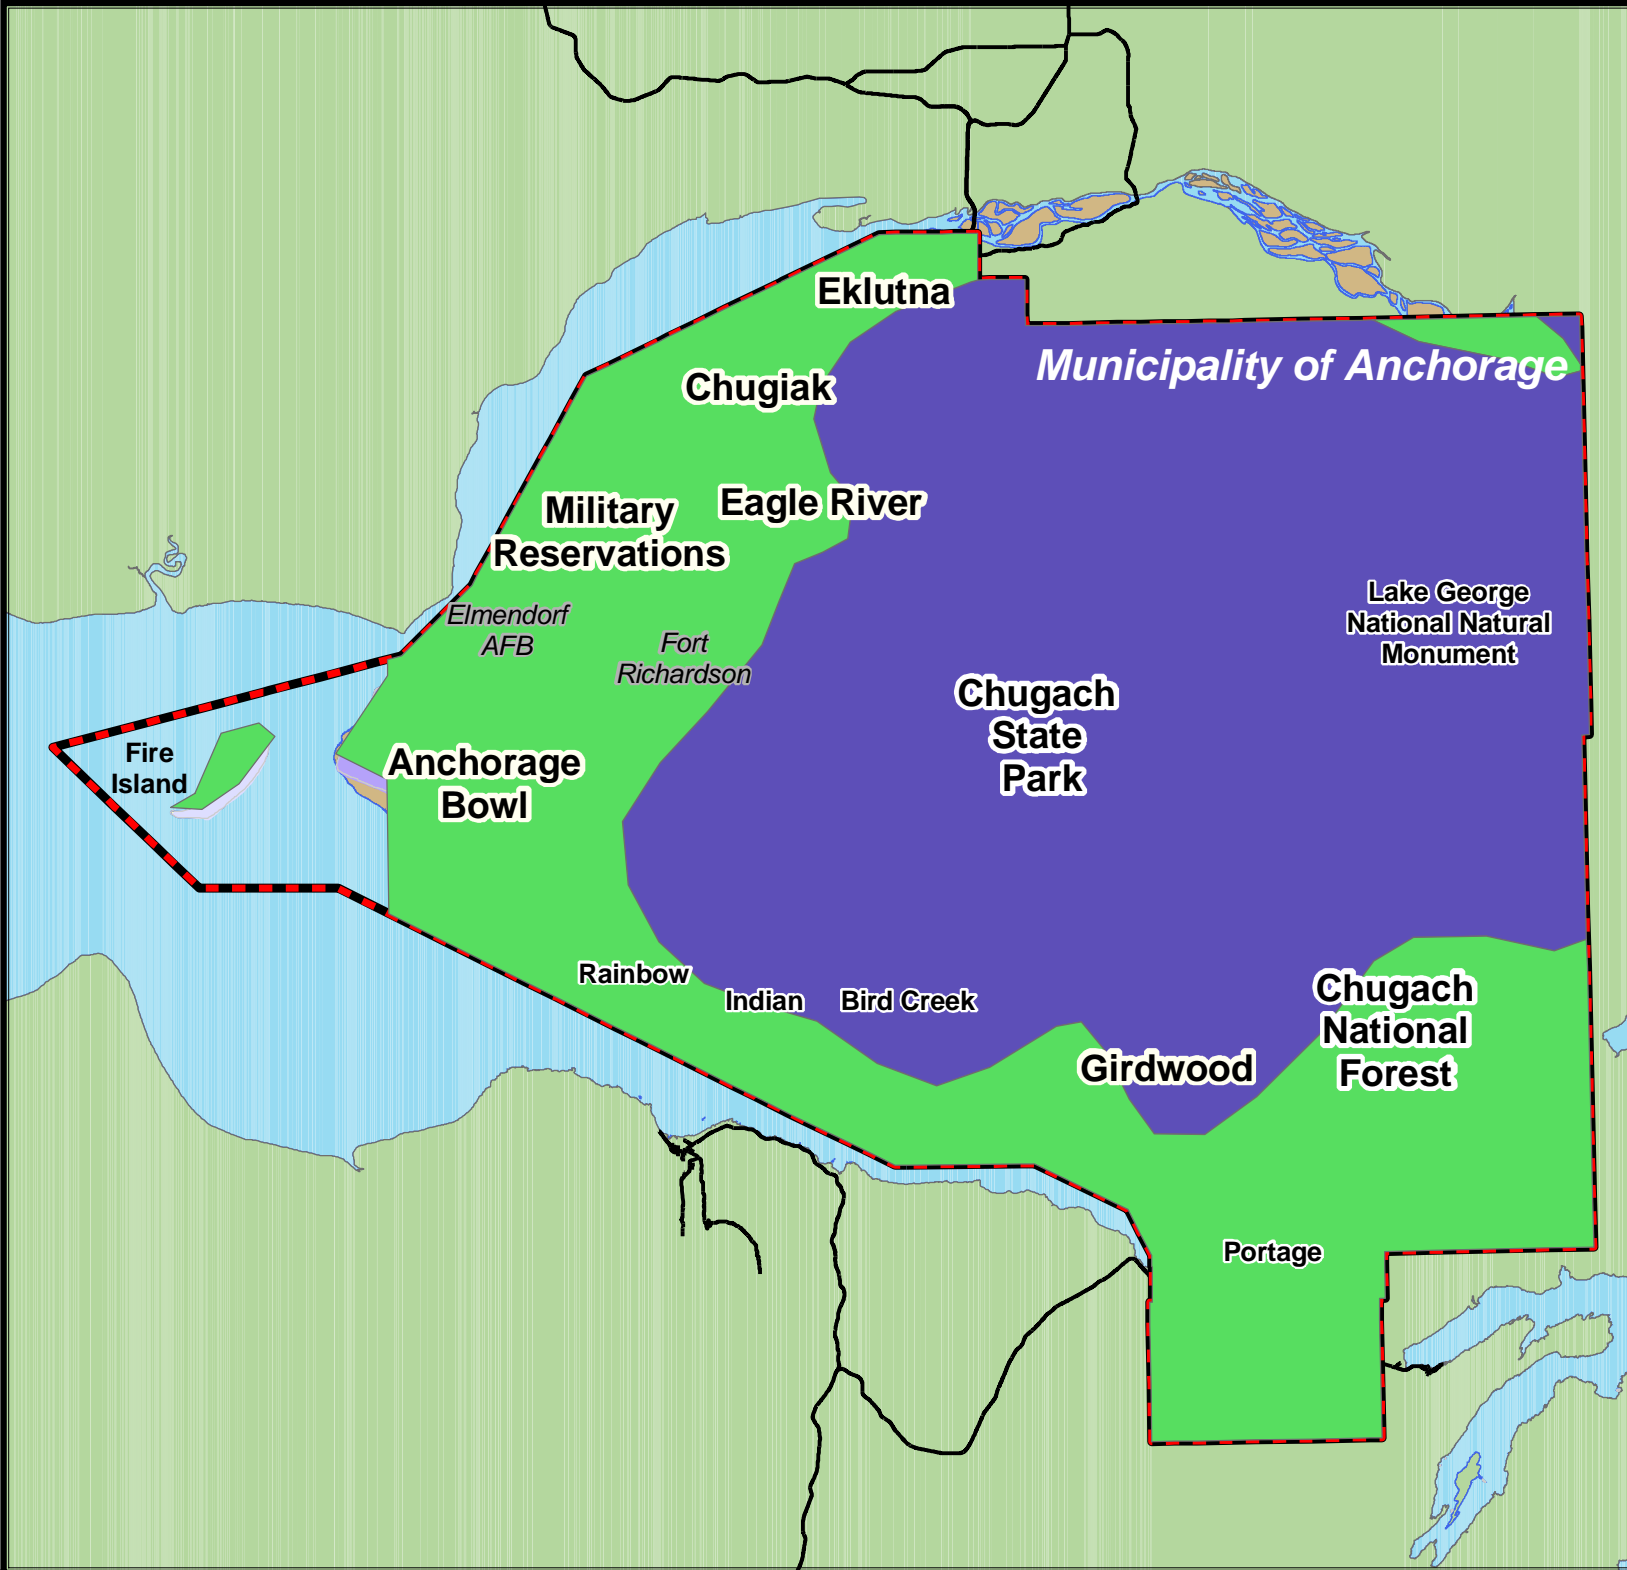 Eklutna
Municipality of Anchorage
Chugiak
Eagle River
Military
Reservations
Elmendorf
AFB
Fort
Richardson
Lake George
National Natural
Monument
Chugach
State
Park
Fire
Island
Anchorage
Bowl
Rainbow
Indian
Bird Creek
Chugach
National
Forest
Girdwood
Portage